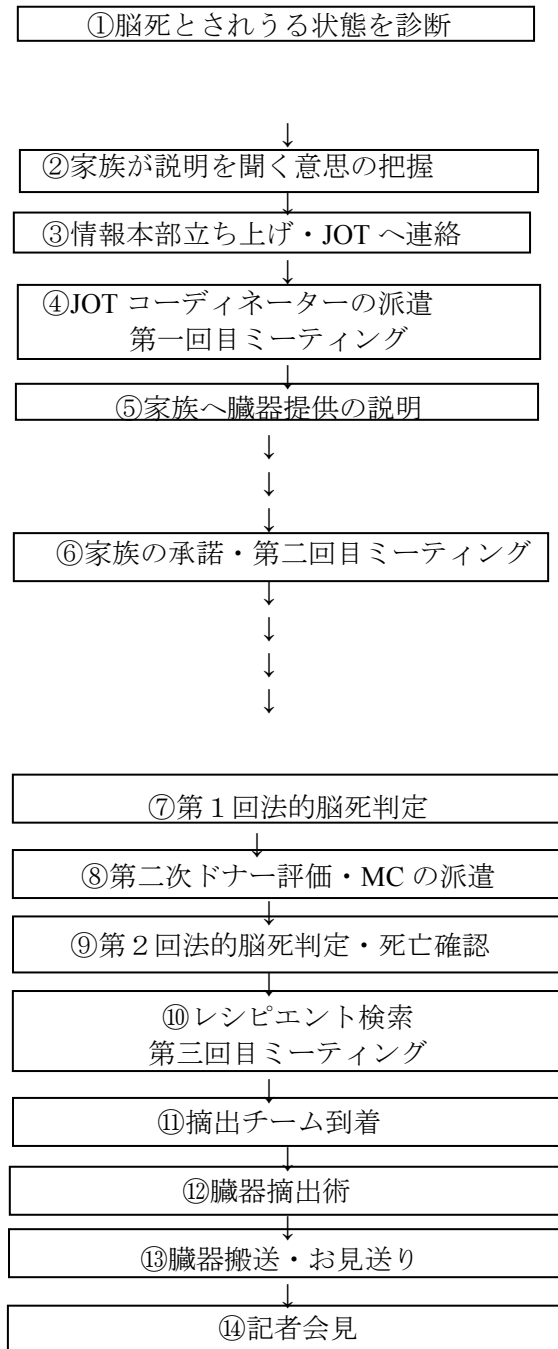 ①脳死とされうる状態を診断
↓
②家族が説明を聞く意思の把握
↓
③情報本部立ち上げ・JOT へ連絡
↓
④JOT コーディネーターの派遣
第一回目ミーティング
↓
⑤家族へ臓器提供の説明
↓
↓
↓
⑥家族の承諾・第二回目ミーティング
↓
↓
↓
↓
⑦第１回法的脳死判定
↓
⑧第二次ドナー評価・MC の派遣
↓
⑨第２回法的脳死判定・死亡確認
↓
⑩レシピエント検索
第三回目ミーティング
↓
⑪摘出チーム到着
↓
⑫臓器摘出術
↓
⑬臓器搬送・お見送り
↓
⑭記者会見